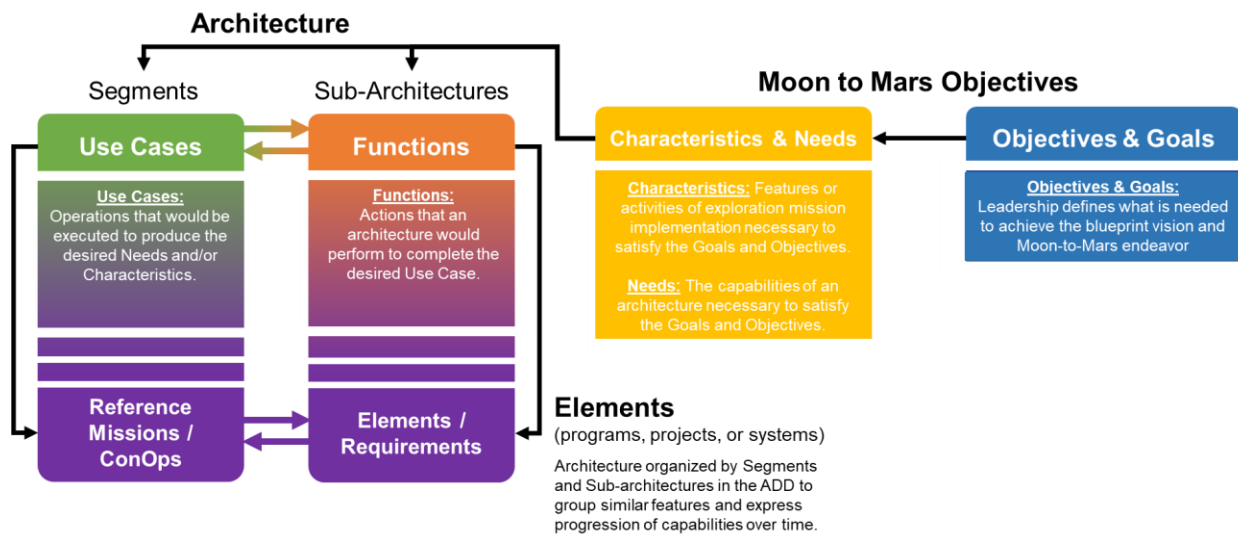 Architecture
Segments
Sub-Architectures
Moon to Mars Objectives
Use Cases
Functions
Characteristics & Needs
Objectives & Goals
Use Cases:
Operations that would be
executed to produce the
desired Needs and/or
Characteristics.
Functions:
Actions that an
architecture would
perform to complete the
desired Use Case.
Characteristics: Features or
activities of exploration mission
implementation necessary to
satisfy the Goals and Objectives.
Needs: The capabilities of an
architecture necessary to satisfy
the Goals and Objectives.
Objectives & Goals:
Leadership defines what is needed
to achieve the blueprint vision and
Moon-to-Mars endeavor
Reference
Missions /
ConOps
Elements /
Requirements
Elements
(programs, projects, or systems)
Architecture organized by Segments
and Sub-architectures in the ADD to
group similar features and express
progression of capabilities over time.